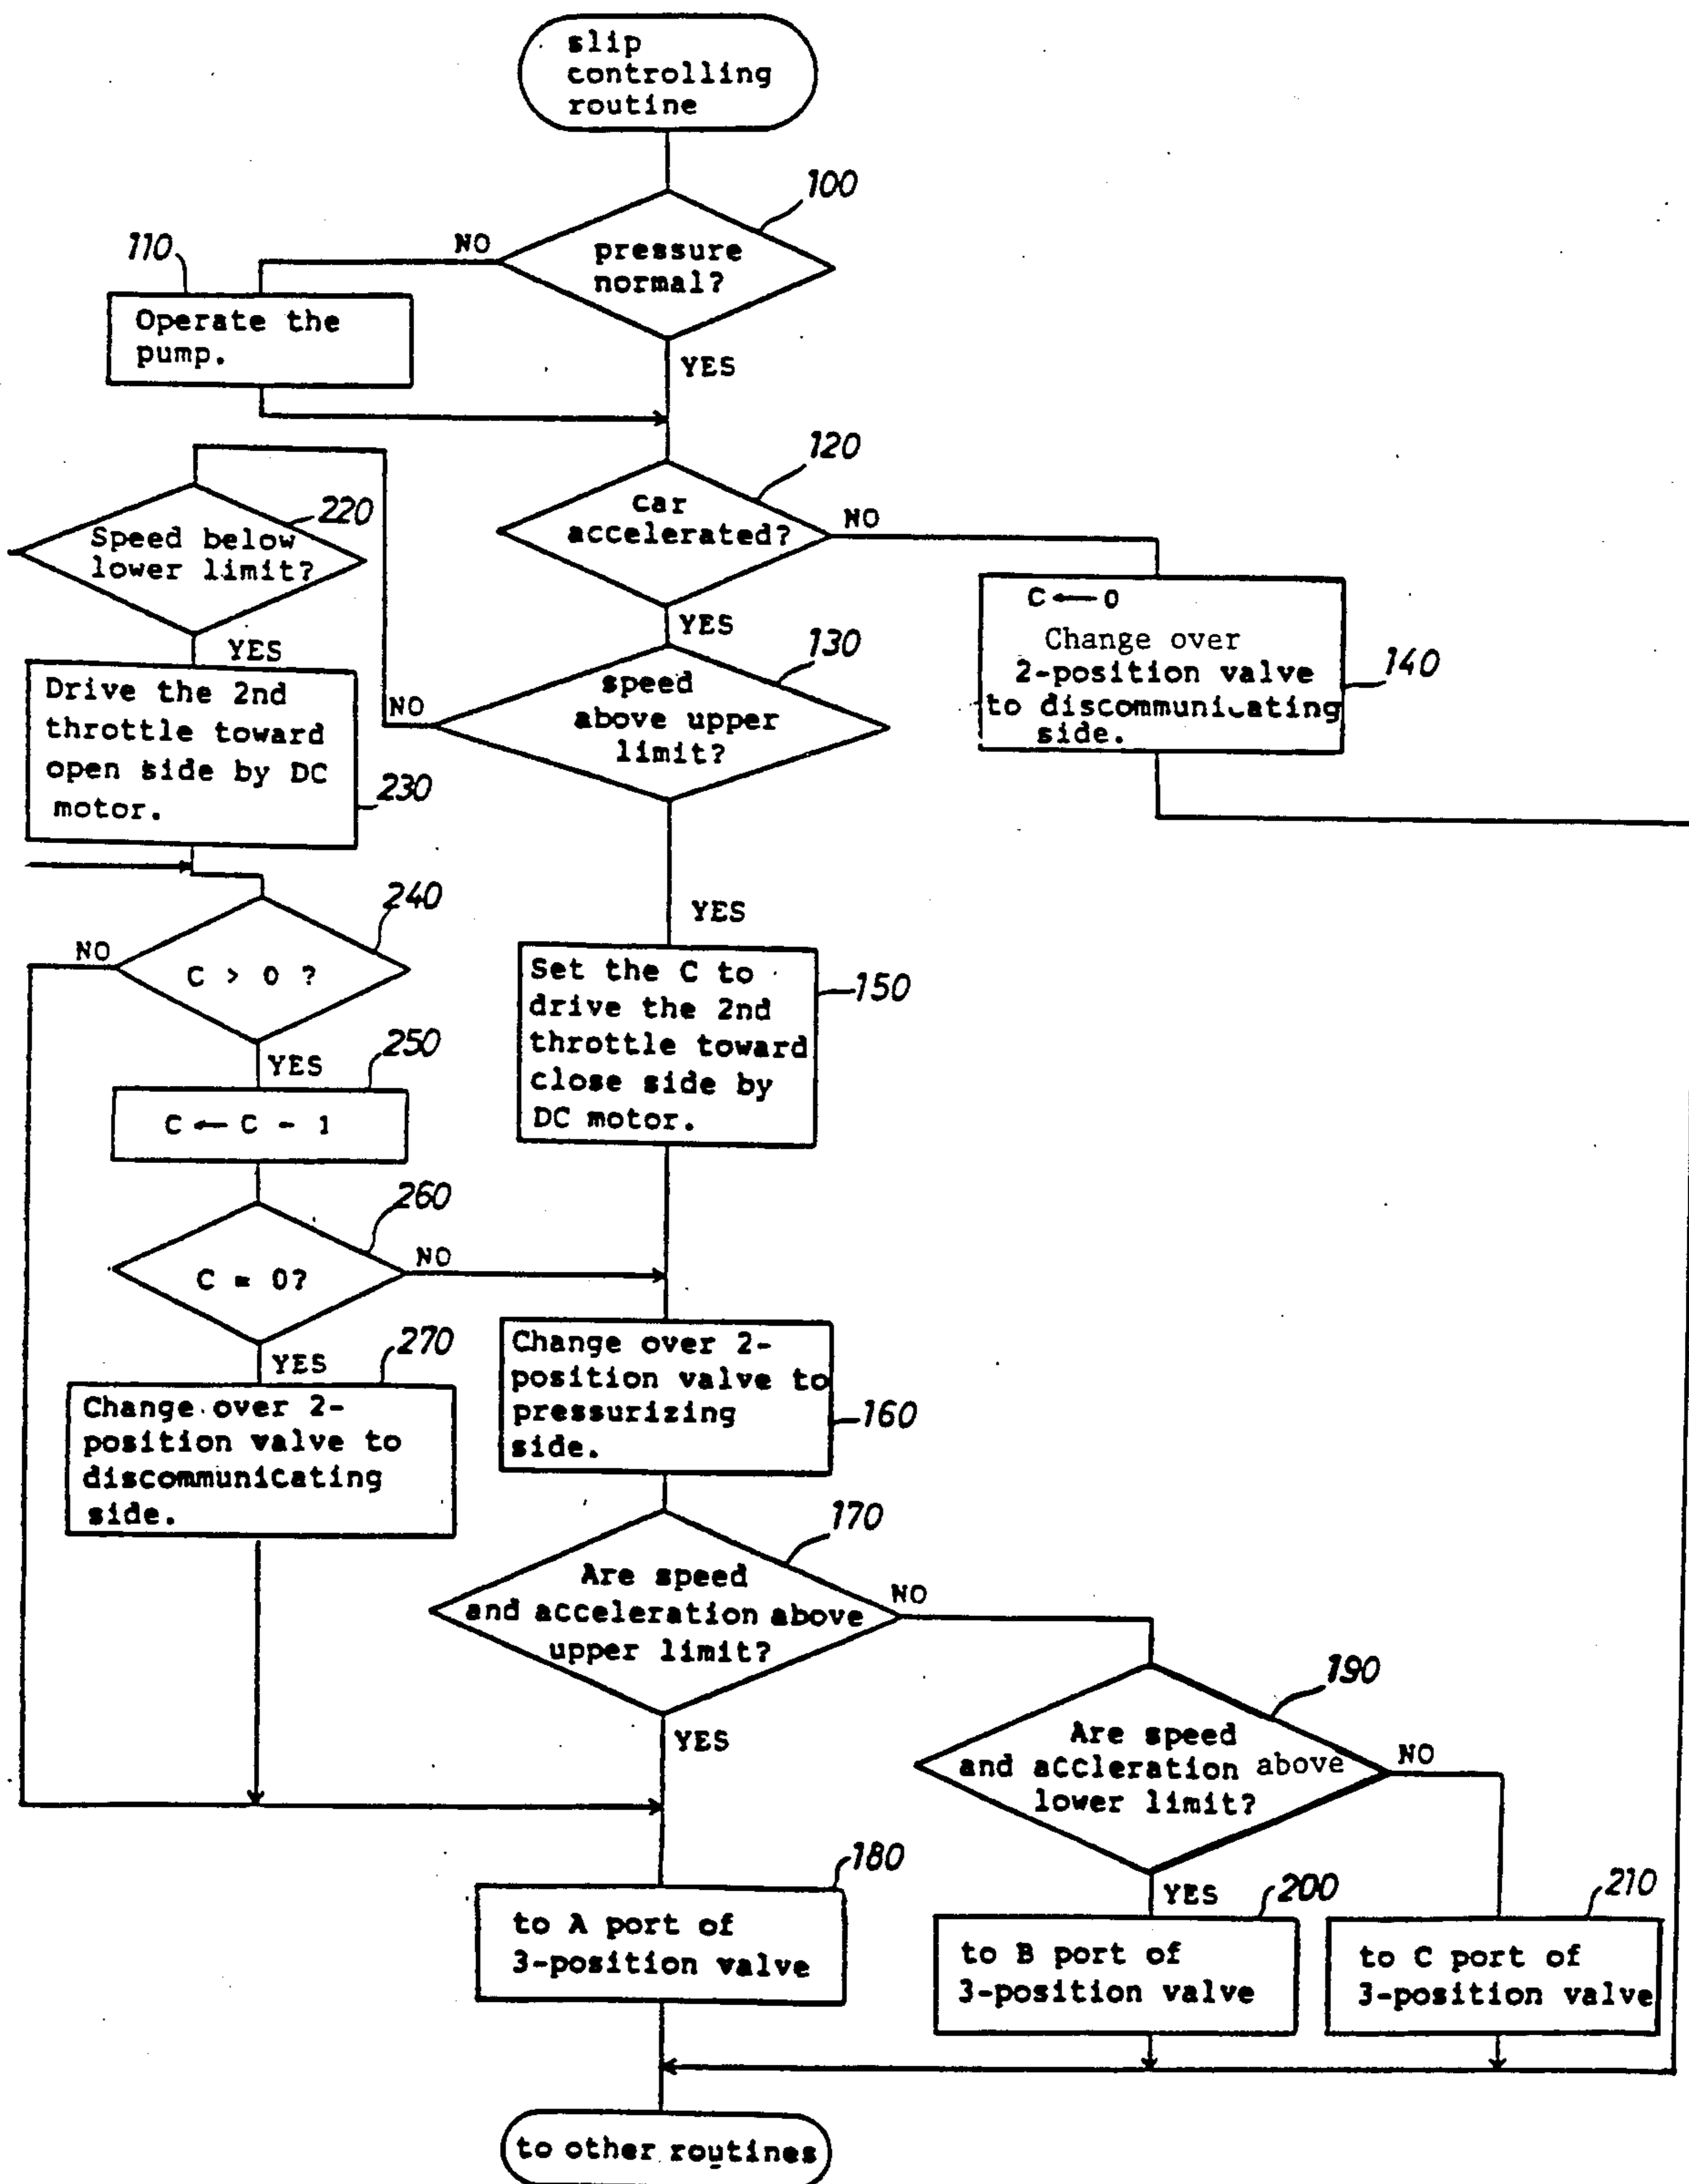 slip
controlling
routine
100
pressure
normal?
NO
110
Operate the
pump.
YES
120
car
accelerated?
NO
220
Speed below
lower limit?
YES
C ← 0
Change over
2-position valve
to discommunicating
side.
140
YES
130
speed
above upper
limit?
NO
Drive the 2nd
throttle toward
open side by DC
motor.
230
240
C > 0 ?
NO
YES
YES
Set the C to
drive the 2nd
throttle toward
close side by
DC motor.
150
250
C ← C - 1
260
C = 0?
NO
YES
270
Change over 2-
position valve to
discommunicating
side.
Change over 2-
position valve to
pressurizing
side.
160
170
Are speed
and acceleration above
upper limit?
NO
YES
190
Are speed
and accleration above
lower limit?
NO
YES
180
to A port of
3-position valve
200
to B port of
3-position valve
210
to C port of
3-position valve
to other routines